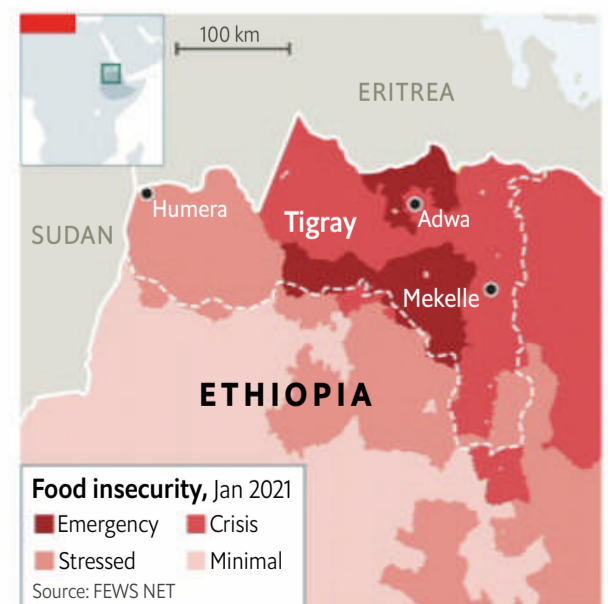 100 km
ERITREA
Humera
SUDAN
Tigray
Adwa
Mekelle
ETHIOPIA
Food insecurity, Jan 2021
Emergency
Crisis
Stressed
Minimal
Source: FEWS NET